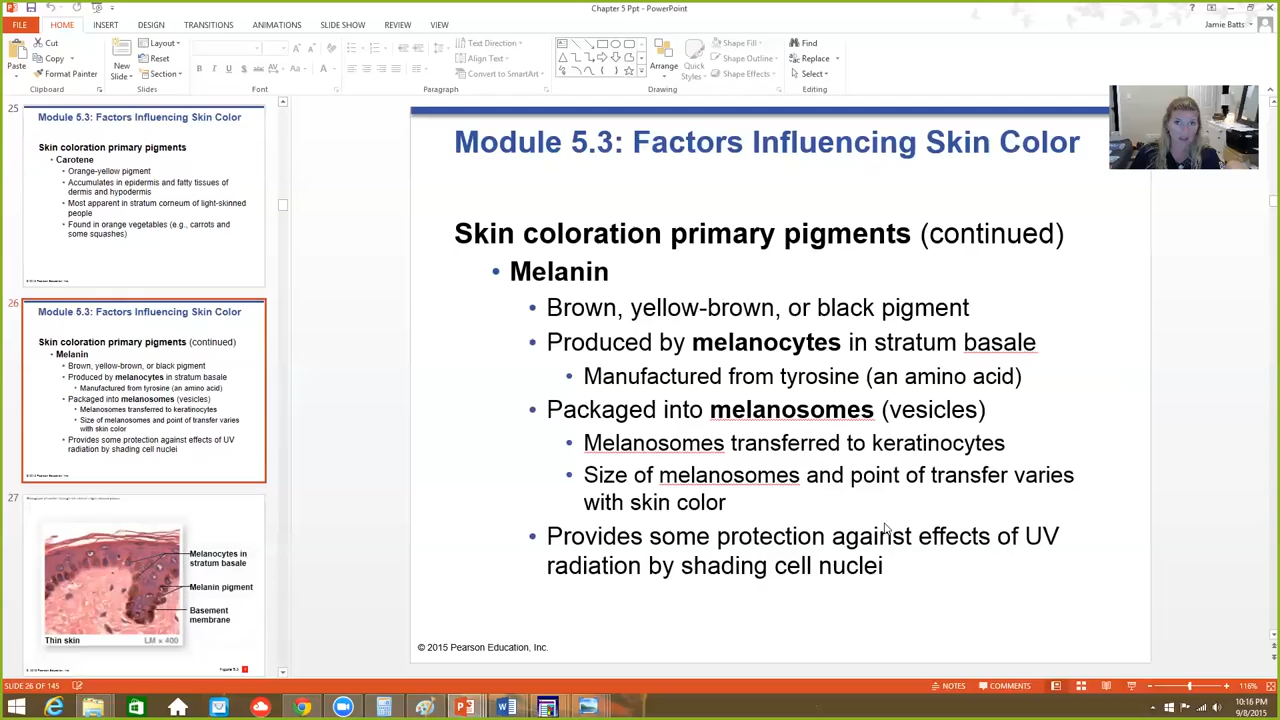 Chapter 5 Ppt - PowerPoint
FILE HOME INSERT DESIGN TRANSITIONS ANIMATIONS SLIDE SHOW REVIEW VIEW
Jamie Batts
Cut
Copy
Format Painter
Paste
Clipboard
New
Slide
Layout
Reset
Section
Slides
Font
Text Direction
Align Text
Convert to SmartArt
Paragraph
Arrange
Quick
Styles
Shape Fill
Shape Outline
Shape Effects
Drawing
Find
Replace
Select
Editing
25
Module 5.3: Factors Influencing Skin Color
Skin coloration primary pigments
• Carotene
• Orange-yellow pigment
• Accumulates in epidermis and fatty tissues of
dermis and hypodermis
• Most apparent in stratum corneum of light-skinned
people
• Found in orange vegetables (e.g., carrots and
some squashes)
26
Module 5.3: Factors Influencing Skin Color
Skin coloration primary pigments (continued)
• Melanin
• Brown, yellow-brown, or black pigment
• Produced by melanocytes in stratum basale
• Manufactured from tyrosine (an amino acid)
• Packaged into melanosomes (vesicles)
• Melanosomes transferred to keratinocytes
• Size of melanosomes and point of transfer varies
with skin color
• Provides some protection against effects of UV
radiation by shading cell nuclei
27
Melanocytes in
stratum basale
Melanin pigment
Basement
membrane
Thin skin LM × 400
Module 5.3: Factors Influencing Skin Color
Skin coloration primary pigments (continued)
• Melanin
• Brown, yellow-brown, or black pigment
• Produced by melanocytes in stratum basale
• Manufactured from tyrosine (an amino acid)
• Packaged into melanosomes (vesicles)
• Melanosomes transferred to keratinocytes
• Size of melanosomes and point of transfer varies
with skin color
• Provides some protection against effects of UV
radiation by shading cell nuclei
© 2015 Pearson Education, Inc.
SLIDE 26 OF 145
NOTES COMMENTS
116%
10:16 PM
9/8/2015